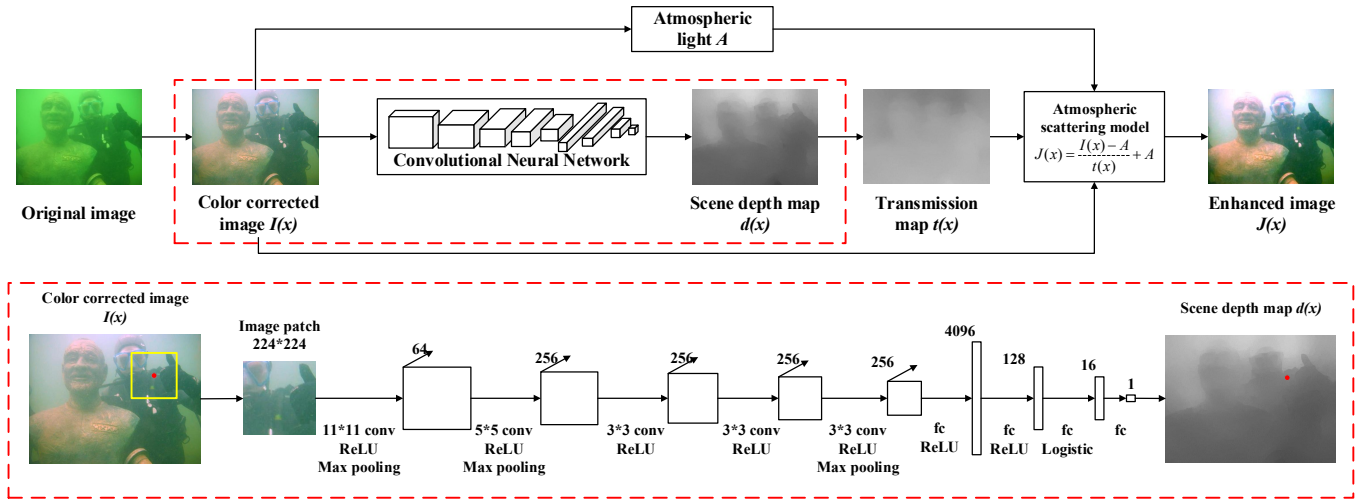 Atmospheric
light A
Original image
Color corrected
image I(x)
Convolutional Neural Network
Scene depth map
d(x)
Transmission
map t(x)
Atmospheric
scattering model
J(x) = \frac{I(x) − A}{t(x)} + A
Enhanced image
J(x)
Color corrected image
I(x)
Image patch
224*224
64
256
256
256
256
4096
128
16
1
11*11 conv
ReLU
Max pooling
5*5 conv
ReLU
Max pooling
3*3 conv
ReLU
3*3 conv
ReLU
3*3 conv
ReLU
Max pooling
fc
ReLU
fc
ReLU
fc
Logistic
fc
Scene depth map d(x)